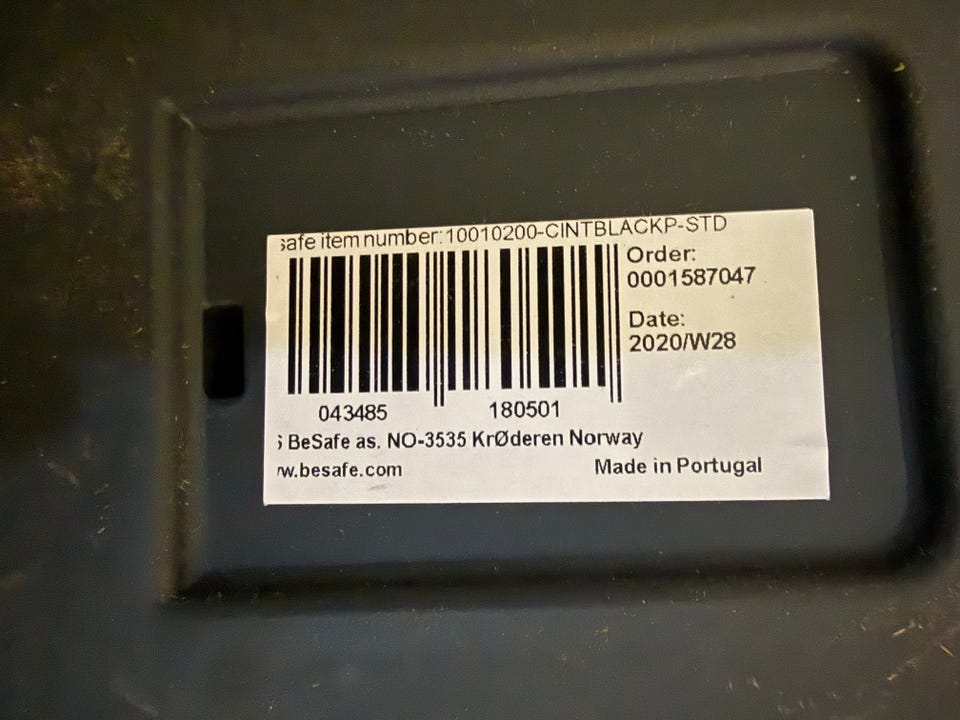 safe item number:10010200-CINTBLACKP-STD
Order:
0001587047
Date:
2020/W28
043485 180501
BeSafe as. NO-3535 KrØderen Norway
w.besafe.com
Made in Portugal